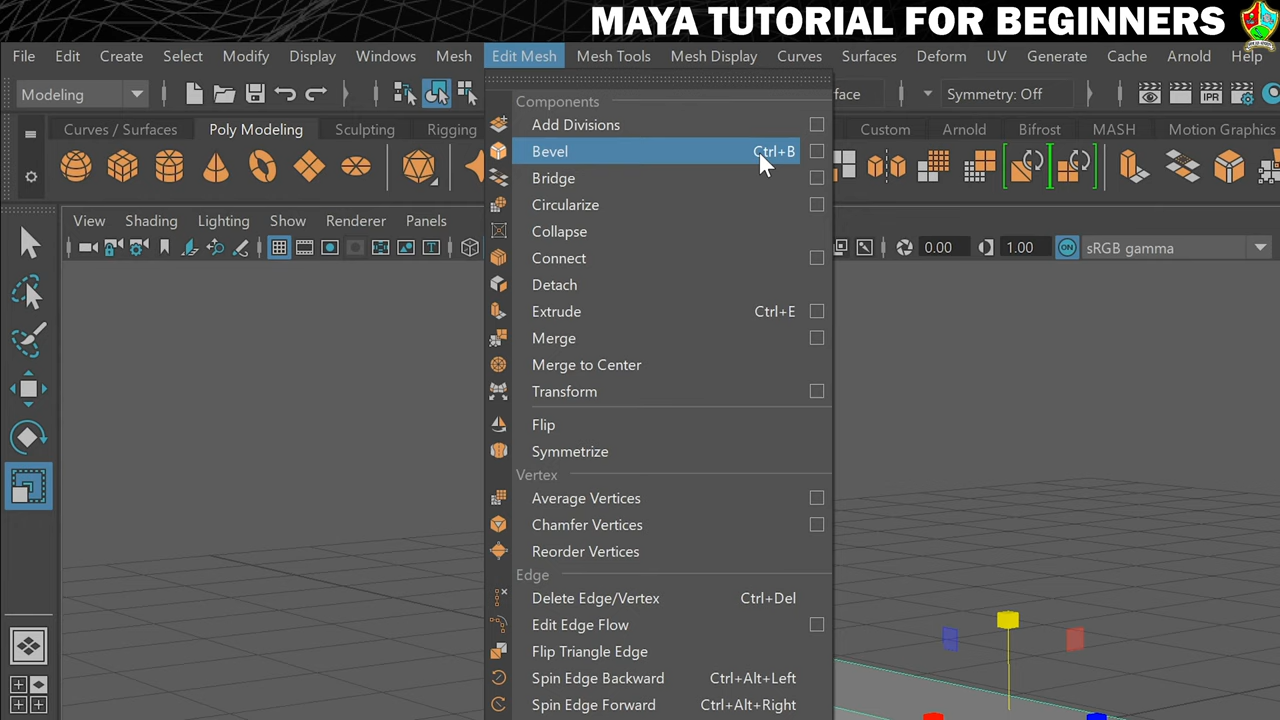 MAYA TUTORIAL FOR BEGINNERS
File Edit Create Select Modify Display Windows Mesh Edit Mesh Mesh Tools Mesh Display Curves Surfaces Deform UV Generate Cache Arnold Help
Modeling
face
Symmetry: Off
IPR
Curves / Surfaces Poly Modeling Sculpting Rigging
Custom Arnold Bifrost MASH Motion Graphics
View Shading Lighting Show Renderer Panels
0.00 1.00 ON sRGB gamma
Components
Add Divisions
Bevel Ctrl+B
Bridge
Circularize
Collapse
Connect
Detach
Extrude Ctrl+E
Merge
Merge to Center
Transform
Flip
Symmetrize
Vertex
Average Vertices
Chamfer Vertices
Reorder Vertices
Edge
Delete Edge/Vertex Ctrl+Del
Edit Edge Flow
Flip Triangle Edge
Spin Edge Backward Ctrl+Alt+Left
Spin Edge Forward Ctrl+Alt+Right